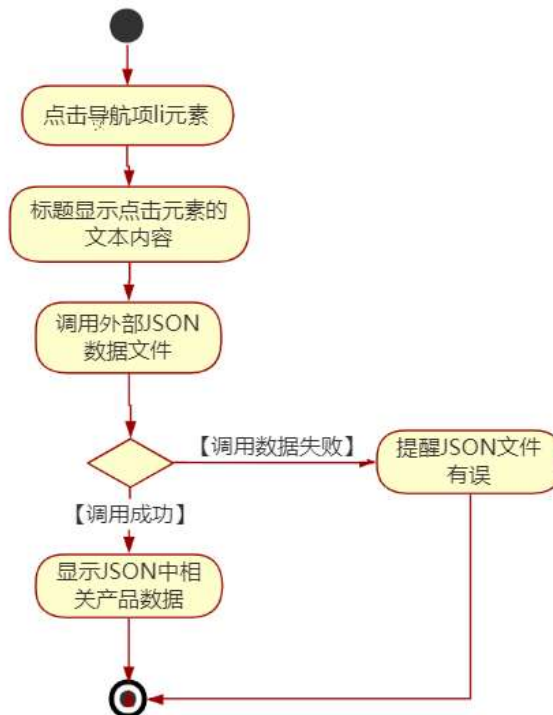 点击导航项li元素
标题显示点击元素的
文本内容
调用外部JSON
数据文件
【调用数据失败】
提醒JSON文件
有误
【调用成功】
显示JSON中相
关产品数据